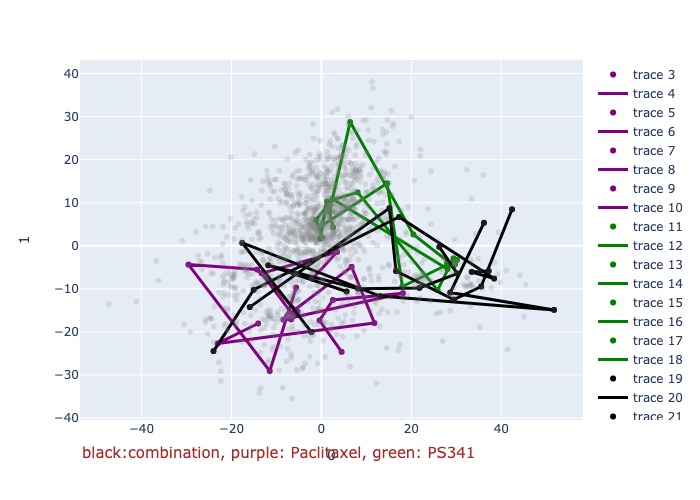 40
30
20
10
0
−10
−20
−30
−40
−40
−20
0
20
40
1
0
trace 3
trace 4
trace 5
trace 6
trace 7
trace 8
trace 9
trace 10
trace 11
trace 12
trace 13
trace 14
trace 15
trace 16
trace 17
trace 18
trace 19
trace 20
trace 21
black:combination, purple: Paclitaxel, green: PS341